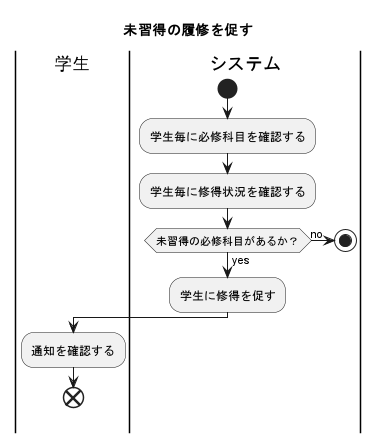 未習得の履修を促す
学生
システム
学生毎に必修科目を確認する
学生毎に修得状況を確認する
未習得の必修科目があるか？
no
yes
学生に修得を促す
通知を確認する